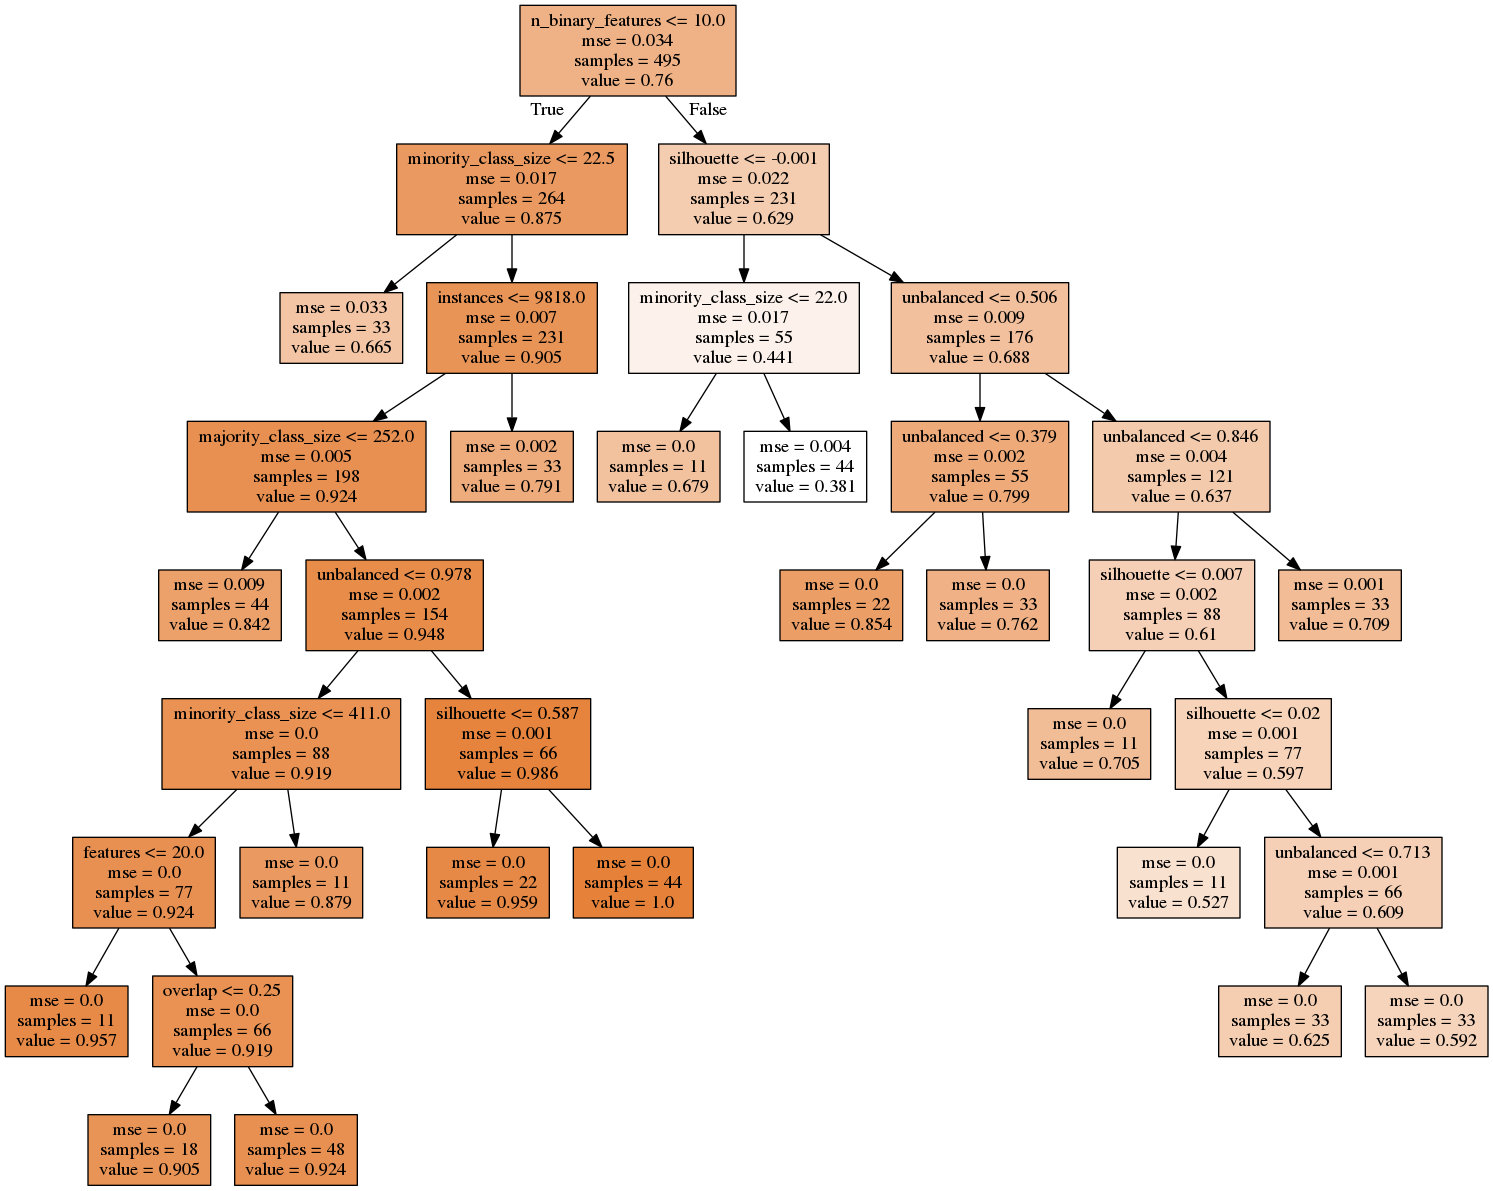 n_binary_features <= 10.0
mse = 0.034
samples = 495
value = 0.76
True
False
minority_class_size <= 22.5
mse = 0.017
samples = 264
value = 0.875
silhouette <= -0.001
mse = 0.022
samples = 231
value = 0.629
mse = 0.033
samples = 33
value = 0.665
instances <= 9818.0
mse = 0.007
samples = 231
value = 0.905
minority_class_size <= 22.0
mse = 0.017
samples = 55
value = 0.441
unbalanced <= 0.506
mse = 0.009
samples = 176
value = 0.688
majority_class_size <= 252.0
mse = 0.005
samples = 198
value = 0.924
mse = 0.002
samples = 33
value = 0.791
mse = 0.0
samples = 11
value = 0.679
mse = 0.004
samples = 44
value = 0.381
unbalanced <= 0.379
mse = 0.002
samples = 55
value = 0.799
unbalanced <= 0.846
mse = 0.004
samples = 121
value = 0.637
mse = 0.009
samples = 44
value = 0.842
unbalanced <= 0.978
mse = 0.002
samples = 154
value = 0.948
mse = 0.0
samples = 22
value = 0.854
mse = 0.0
samples = 33
value = 0.762
silhouette <= 0.007
mse = 0.002
samples = 88
value = 0.61
mse = 0.001
samples = 33
value = 0.709
minority_class_size <= 411.0
mse = 0.0
samples = 88
value = 0.919
silhouette <= 0.587
mse = 0.001
samples = 66
value = 0.986
mse = 0.0
samples = 11
value = 0.705
silhouette <= 0.02
mse = 0.001
samples = 77
value = 0.597
features <= 20.0
mse = 0.0
samples = 77
value = 0.924
mse = 0.0
samples = 11
value = 0.879
mse = 0.0
samples = 22
value = 0.959
mse = 0.0
samples = 44
value = 1.0
mse = 0.0
samples = 11
value = 0.527
unbalanced <= 0.713
mse = 0.001
samples = 66
value = 0.609
mse = 0.0
samples = 11
value = 0.957
overlap <= 0.25
mse = 0.0
samples = 66
value = 0.919
mse = 0.0
samples = 33
value = 0.625
mse = 0.0
samples = 33
value = 0.592
mse = 0.0
samples = 18
value = 0.905
mse = 0.0
samples = 48
value = 0.924